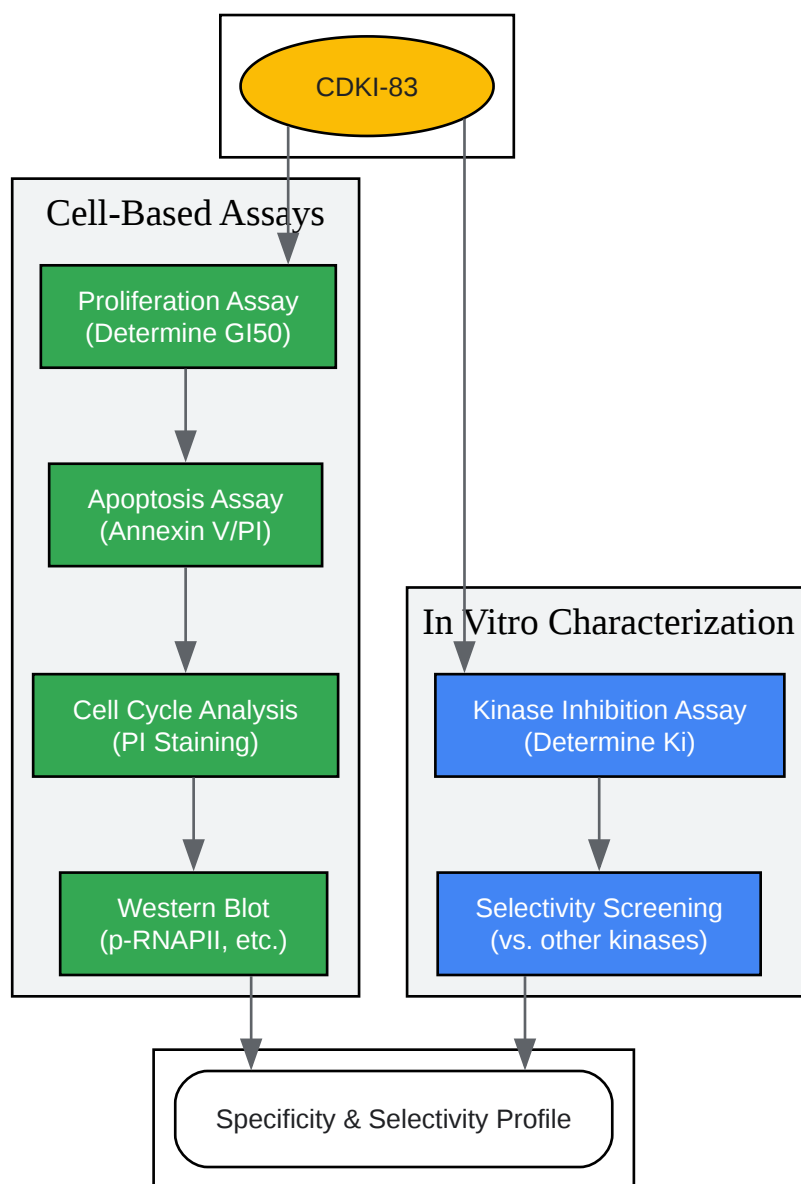 CDKI-83
Cell-Based Assays
Proliferation Assay
(Determine GI50)
Apoptosis Assay
(Annexin V/PI)
Cell Cycle Analysis
(PI Staining)
Western Blot
(p-RNAPII, etc.)
In Vitro Characterization
Kinase Inhibition Assay
(Determine Ki)
Selectivity Screening
(vs. other kinases)
Specificity & Selectivity Profile